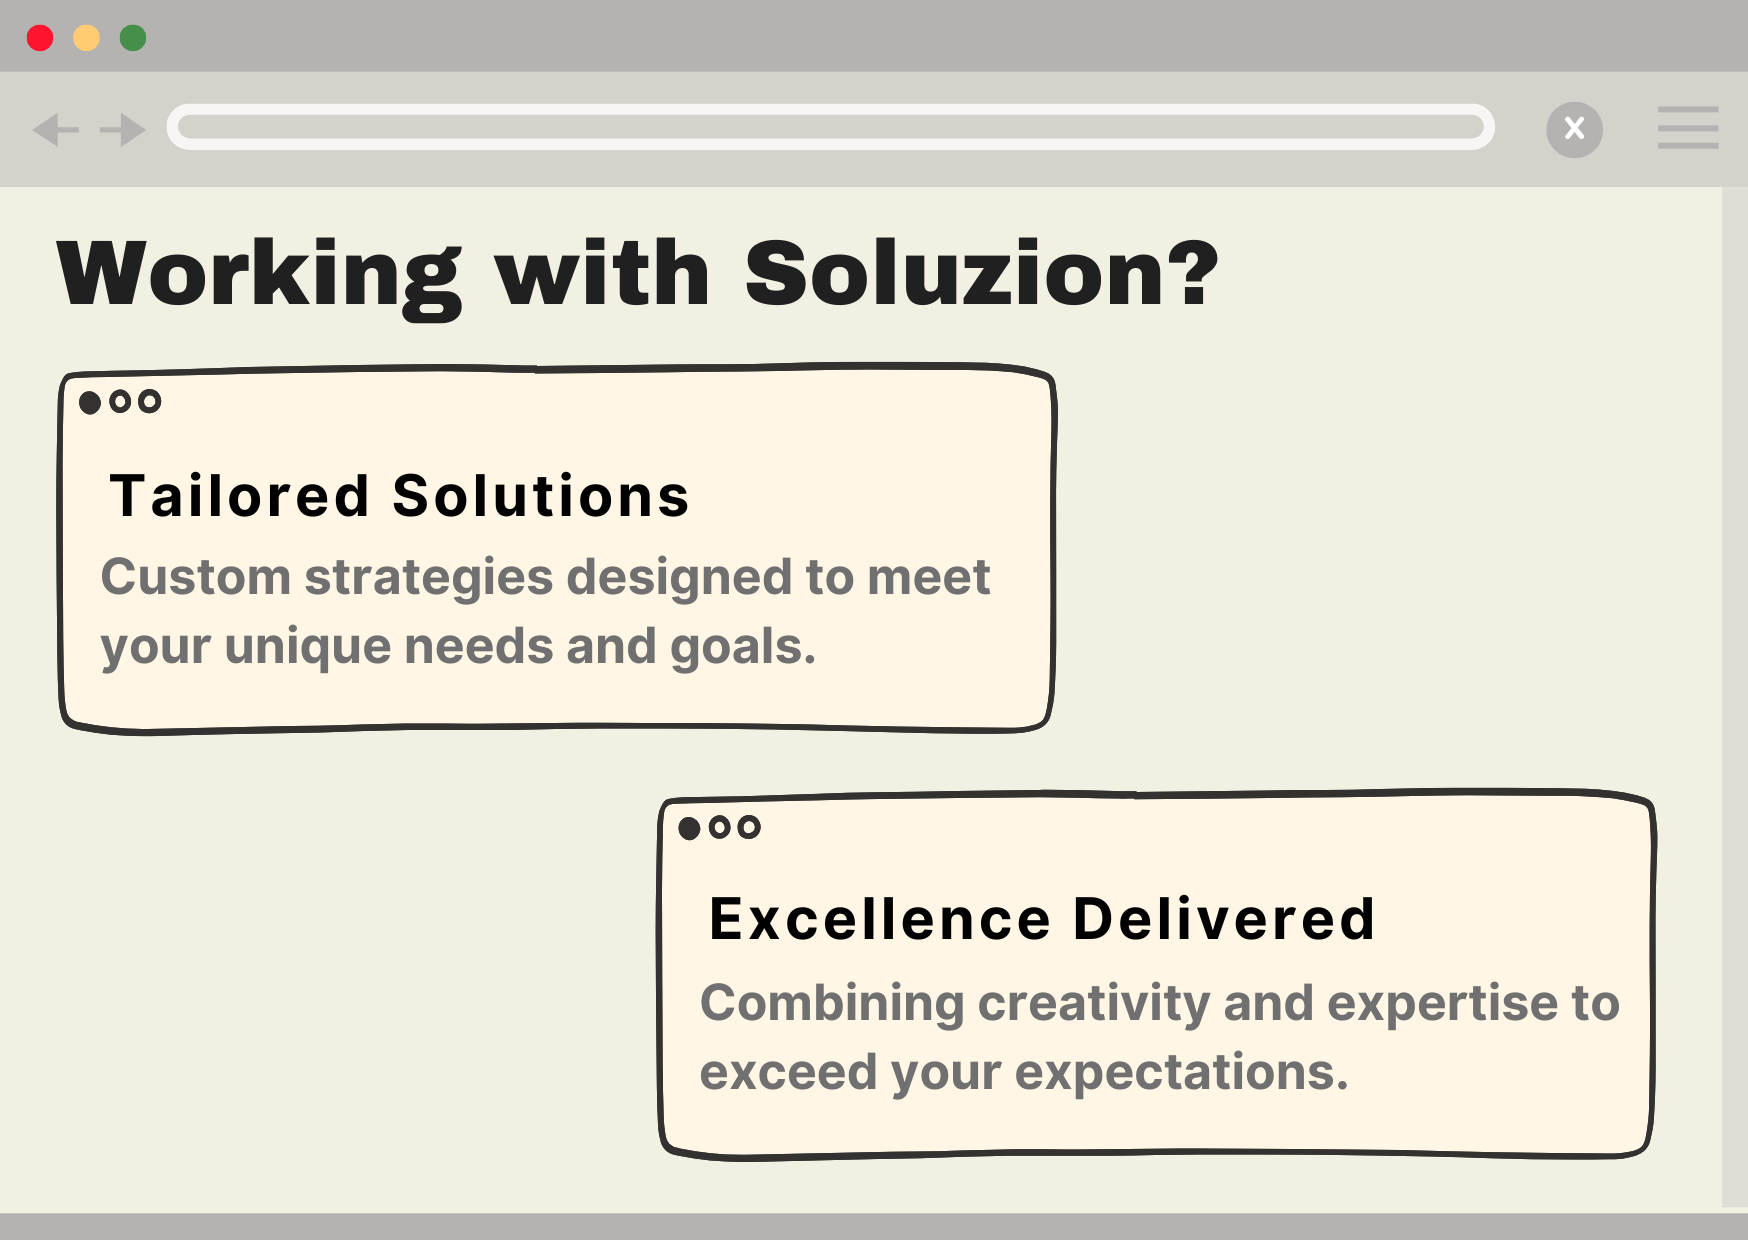 Working with Soluzion?
Tailored Solutions
Custom strategies designed to meet
your unique needs and goals.
Excellence Delivered
Combining creativity and expertise to
exceed your expectations.